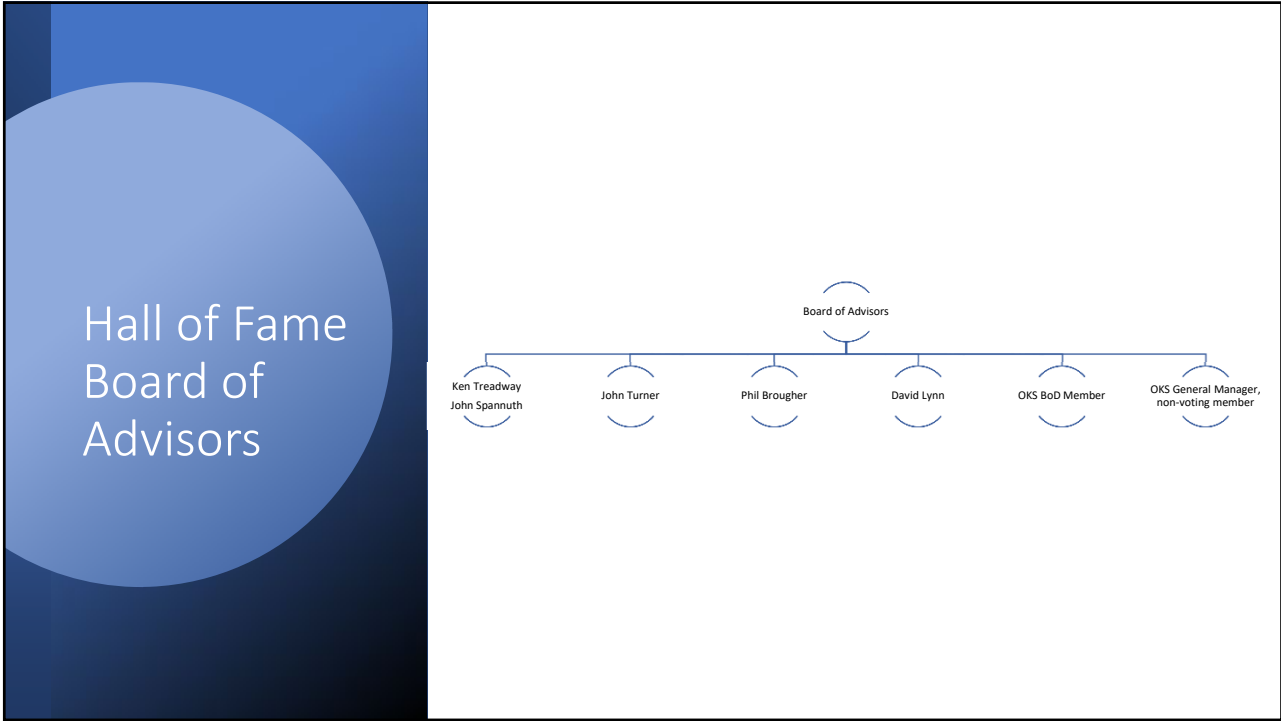 Hall of Fame
Board of
Advisors
Board of Advisors
Ken Treadway
John Spannuth
John Turner
Phil Brougher
David Lynn
OKS BoD Member
OKS General Manager,
non-voting member